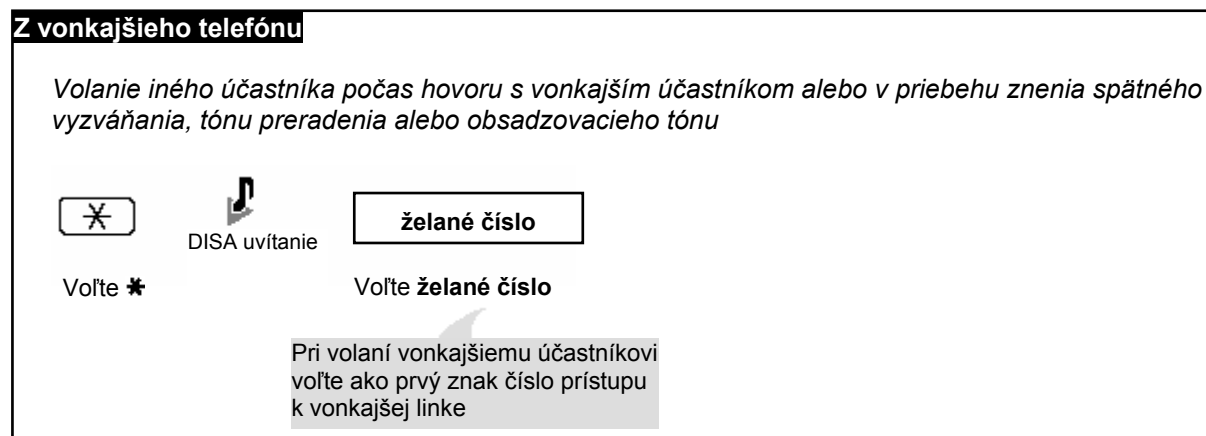 Z vonkajšieho telefónu
Volanie iného účastníka počas hovoru s vonkajším účastníkom alebo v priebehu znenia spätného
vyzváňania, tónu preradenia alebo obsadzovacieho tónu
DISA uvítanie
želané číslo
Voľte ✱
Voľte želané číslo
Pri volaní vonkajšiemu účastníkovi
voľte ako prvý znak číslo prístupu
k vonkajšej linke